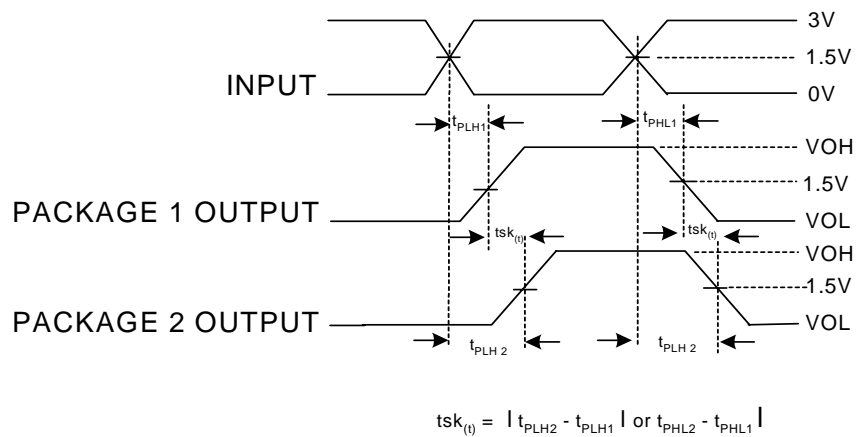 3V
1.5V
INPUT
0V
tPLH1
tPHL1
VOH
1.5V
PACKAGE 1 OUTPUT
VOL
tsk(t)
tsk(t)
VOH
1.5V
PACKAGE 2 OUTPUT
VOL
tPLH 2
tPLH 2
tsk(t) = | tPLH2 - tPLH1 | or tPHL2 - tPHL1 |